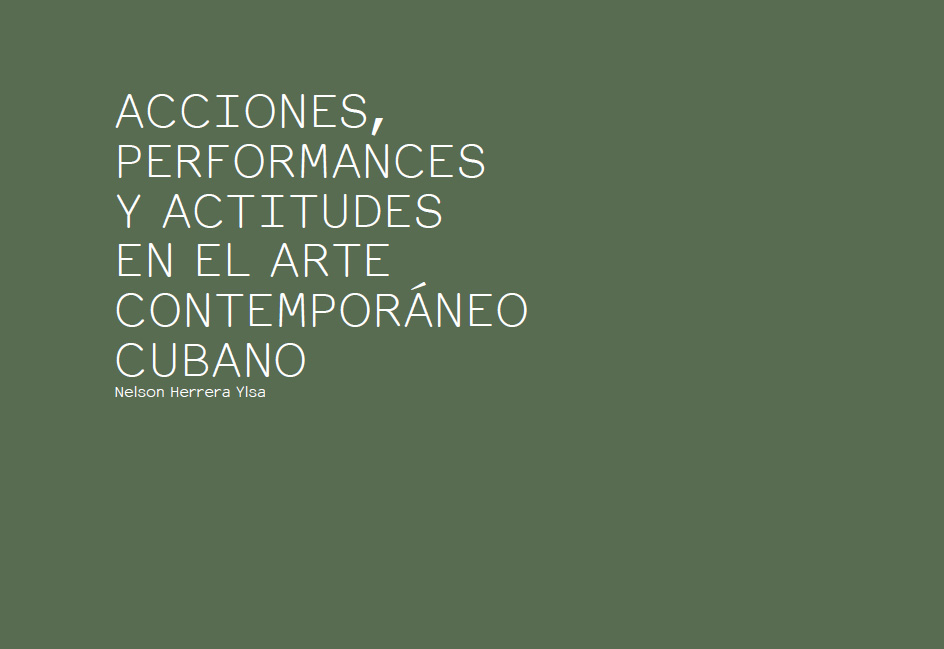 ACCIONES,
PERFORMANCES
Y ACTITUDES
EN EL ARTE
CONTEMPORÁNEO
CUBANO
Nelson Herrera Ylsa